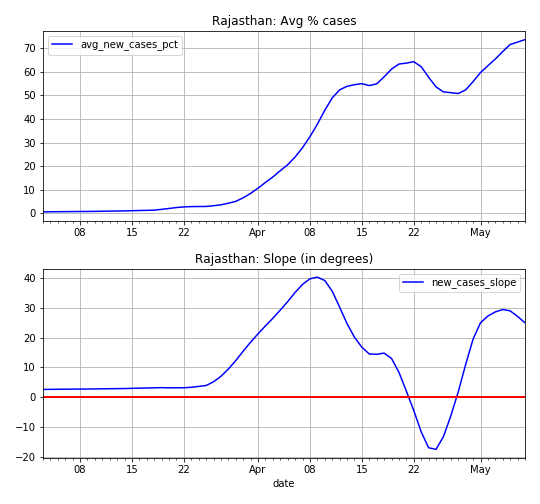 Rajasthan: Avg % cases
avg_new_cases_pct
70
60
50
40
30
20
10
0
08 15 22 Apr 08 15 22 May
Rajasthan: Slope (in degrees)
new_cases_slope
40
30
20
10
0
−10
−20
08 15 22 Apr 08 15 22 May
date